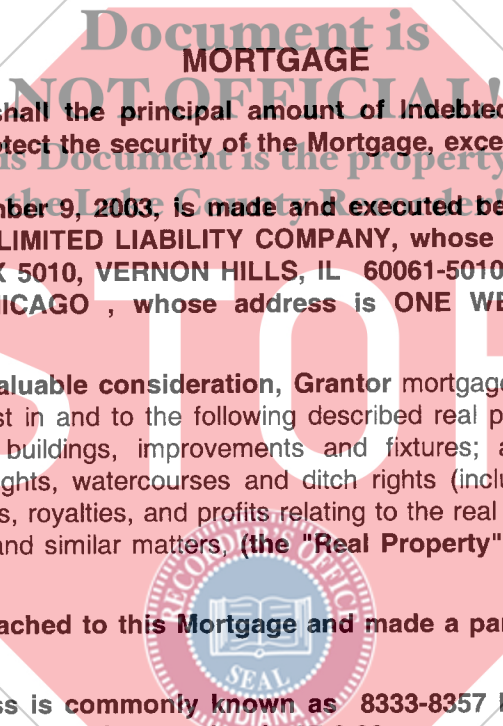 Document is
MORTGAGE
NOT OFFICIAL!
shall the principal amount of Indebted
otect the security of the Mortgage, exce
is Document is the property
the Lake County Recorder
mber 9, 2003, is made and executed be
LIMITED LIABILITY COMPANY, whose
X 5010, VERNON HILLS, IL 60061-5010
HICAGO , whose address is ONE WE
STOP
aluable consideration, Grantor mortgage
st in and to the following described real p
buildings, improvements and fixtures; a
ghts, watercourses and ditch rights (inclu
s, royalties, and profits relating to the real
and similar matters, (the "Real Property"
RECORDER'S OFFICE
ached to this Mortgage and made a par
SEAL
INDIANA
ss is commonly known as 8333-8357